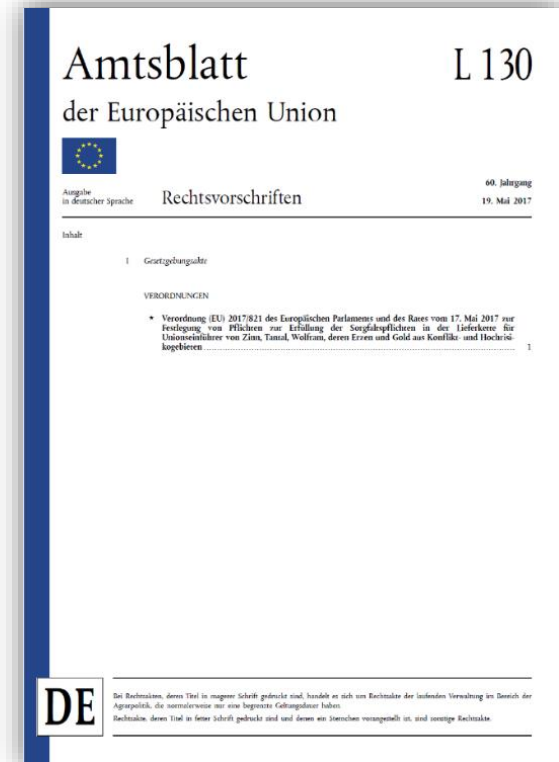 Amtsblatt L 130
der Europäischen Union
60. Jahrgang
Ausgabe
in deutscher Sprache Rechtsvorschriften 19. Mai 2017
Inhalt
I Gesetzgebungsakte
VERORDNUNGEN
* Verordnung (EU) 2017/821 des Europäischen Parlaments und des Rates vom 17. Mai 2017 zur
Festlegung von Pflichten zur Erfüllung der Sorgfaltspflichten in der Lieferkette für
Unionseinführer von Zinn, Tantal, Wolfram, deren Erzen und Gold aus Konflikt- und Hochrisi-
kogebieten 1
DE
Bei Rechtsakten, deren Titel in magerer Schrift gedruckt sind, handelt es sich um Rechtsakte der laufenden Verwaltung im Bereich der
Agrarpolitik, die normalerweise nur eine begrenzte Geltungsdauer haben.
Rechtsakte, deren Titel in fetter Schrift gedruckt sind und denen ein Sternchen vorangestellt ist, sind sonstige Rechtsakte.